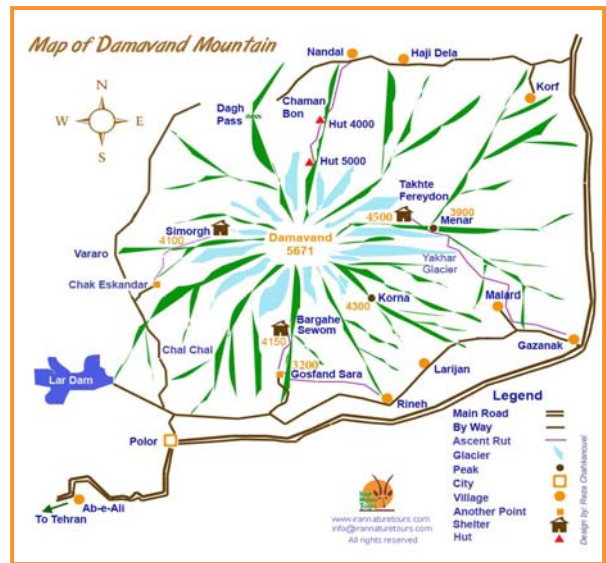 Map of Damavand Mountain
N
W
E
S
Nandal
Haji Dela
Korf
Chaman
Bon
Dagh
Pass
Hut 4000
Hut 5000
Takhte
Fereydon
4500
3900
Menar
Simorgh
4100
Damavand
5671
Vararo
Yakhar
Glacier
Chak Eskandar
4300
Korna
Malard
Bargahe
Sewom
4150
Gazanak
Chal Chal
3200
Gosfand Sara
Larijan
Lar Dam
Rineh
Polor
Ab-e-Ali
To Tehran
Legend
Main Road
By Way
Ascent Rut
Glacier
Peak
City
Village
Another Point
Shelter
Hut
www.irannaturetours.com
info@irannaturetours.com
All rights reserved